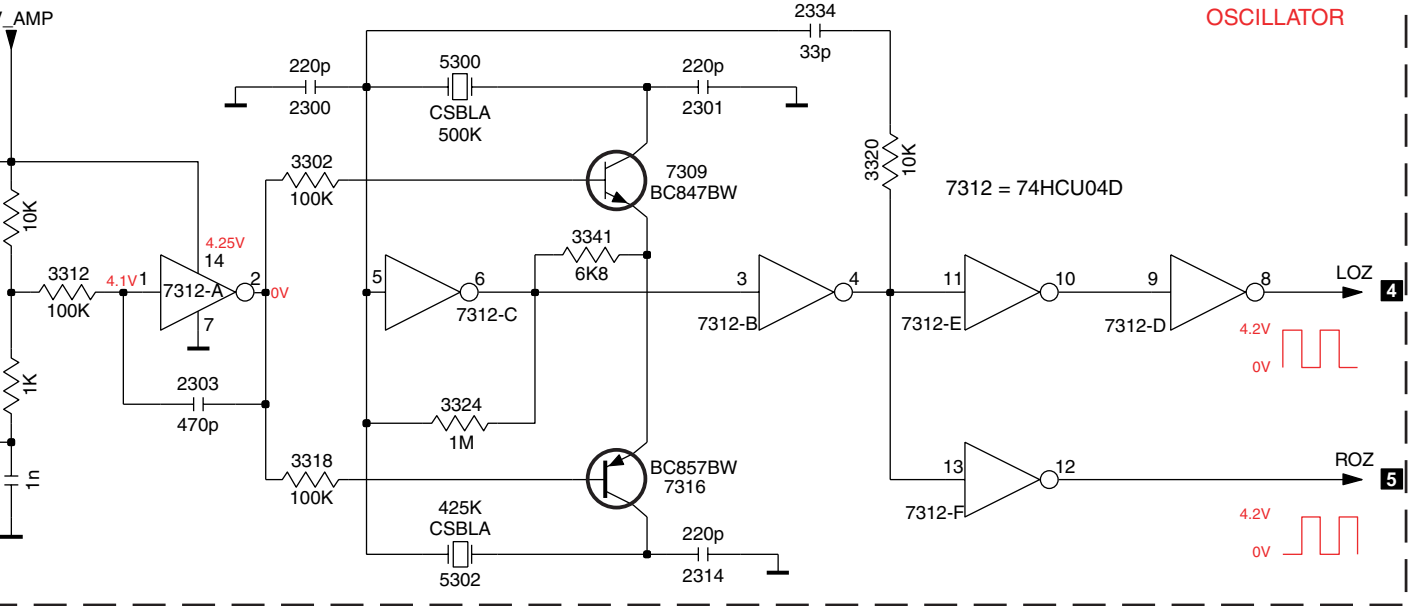 V_AMP
OSCILLATOR
2334
33p
220p
2300
5300
CSBLA
500K
220p
2301
3302
100K
7309
BC847BW
3320
10K
7312 = 74HCU04D
10K
3312
100K
4.1V
1
4.25V
14
7312-A
7
2
0V
5
6
7312-C
3341
6K8
3
4
7312-B
11
10
7312-E
9
8
7312-D
LOZ
4
4.2V
0V
1K
2303
470p
3324
1M
3318
100K
BC857BW
7316
13
12
7312-F
ROZ
5
4.2V
0V
1n
425K
CSBLA
5302
220p
2314